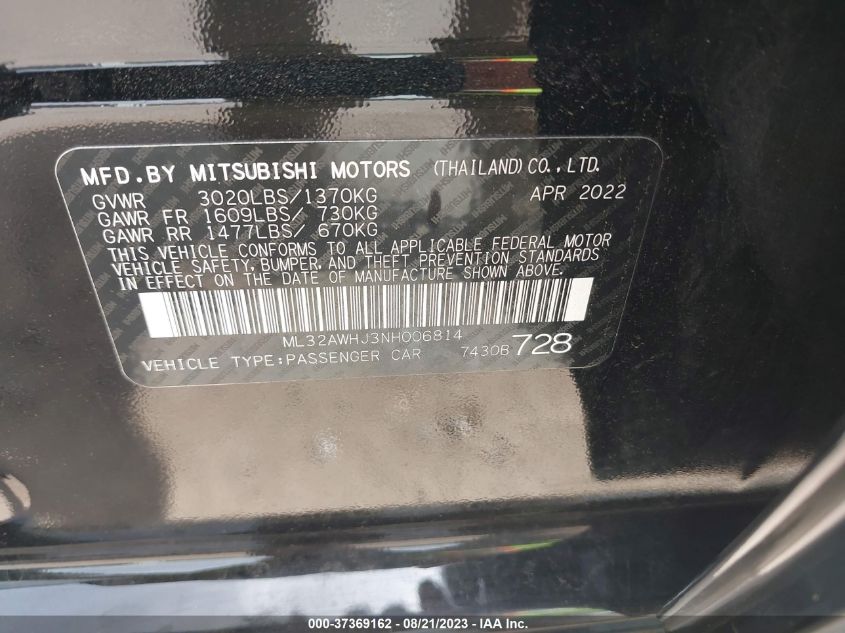 MFD.BY MITSUBISHI MOTORS (THAILAND)CO.,LTD.
GVWR 3020LBS/1370KG APR 2022
GAWR FR 1609LBS/ 730KG
GAWR RR 1477LBS/ 670KG
THIS VEHICLE CONFORMS TO ALL APPLICABLE FEDERAL MOTOR
VEHICLE SAFETY, BUMPER, AND THEFT PREVENTION STANDARDS
IN EFFECT ON THE DATE OF MANUFACTURE SHOWN ABOVE.
ML32AWHJ3NH006814
VEHICLE TYPE:PASSENGER CAR 7430B 728
000-37369162 - 08/21/2023 - IAA Inc.